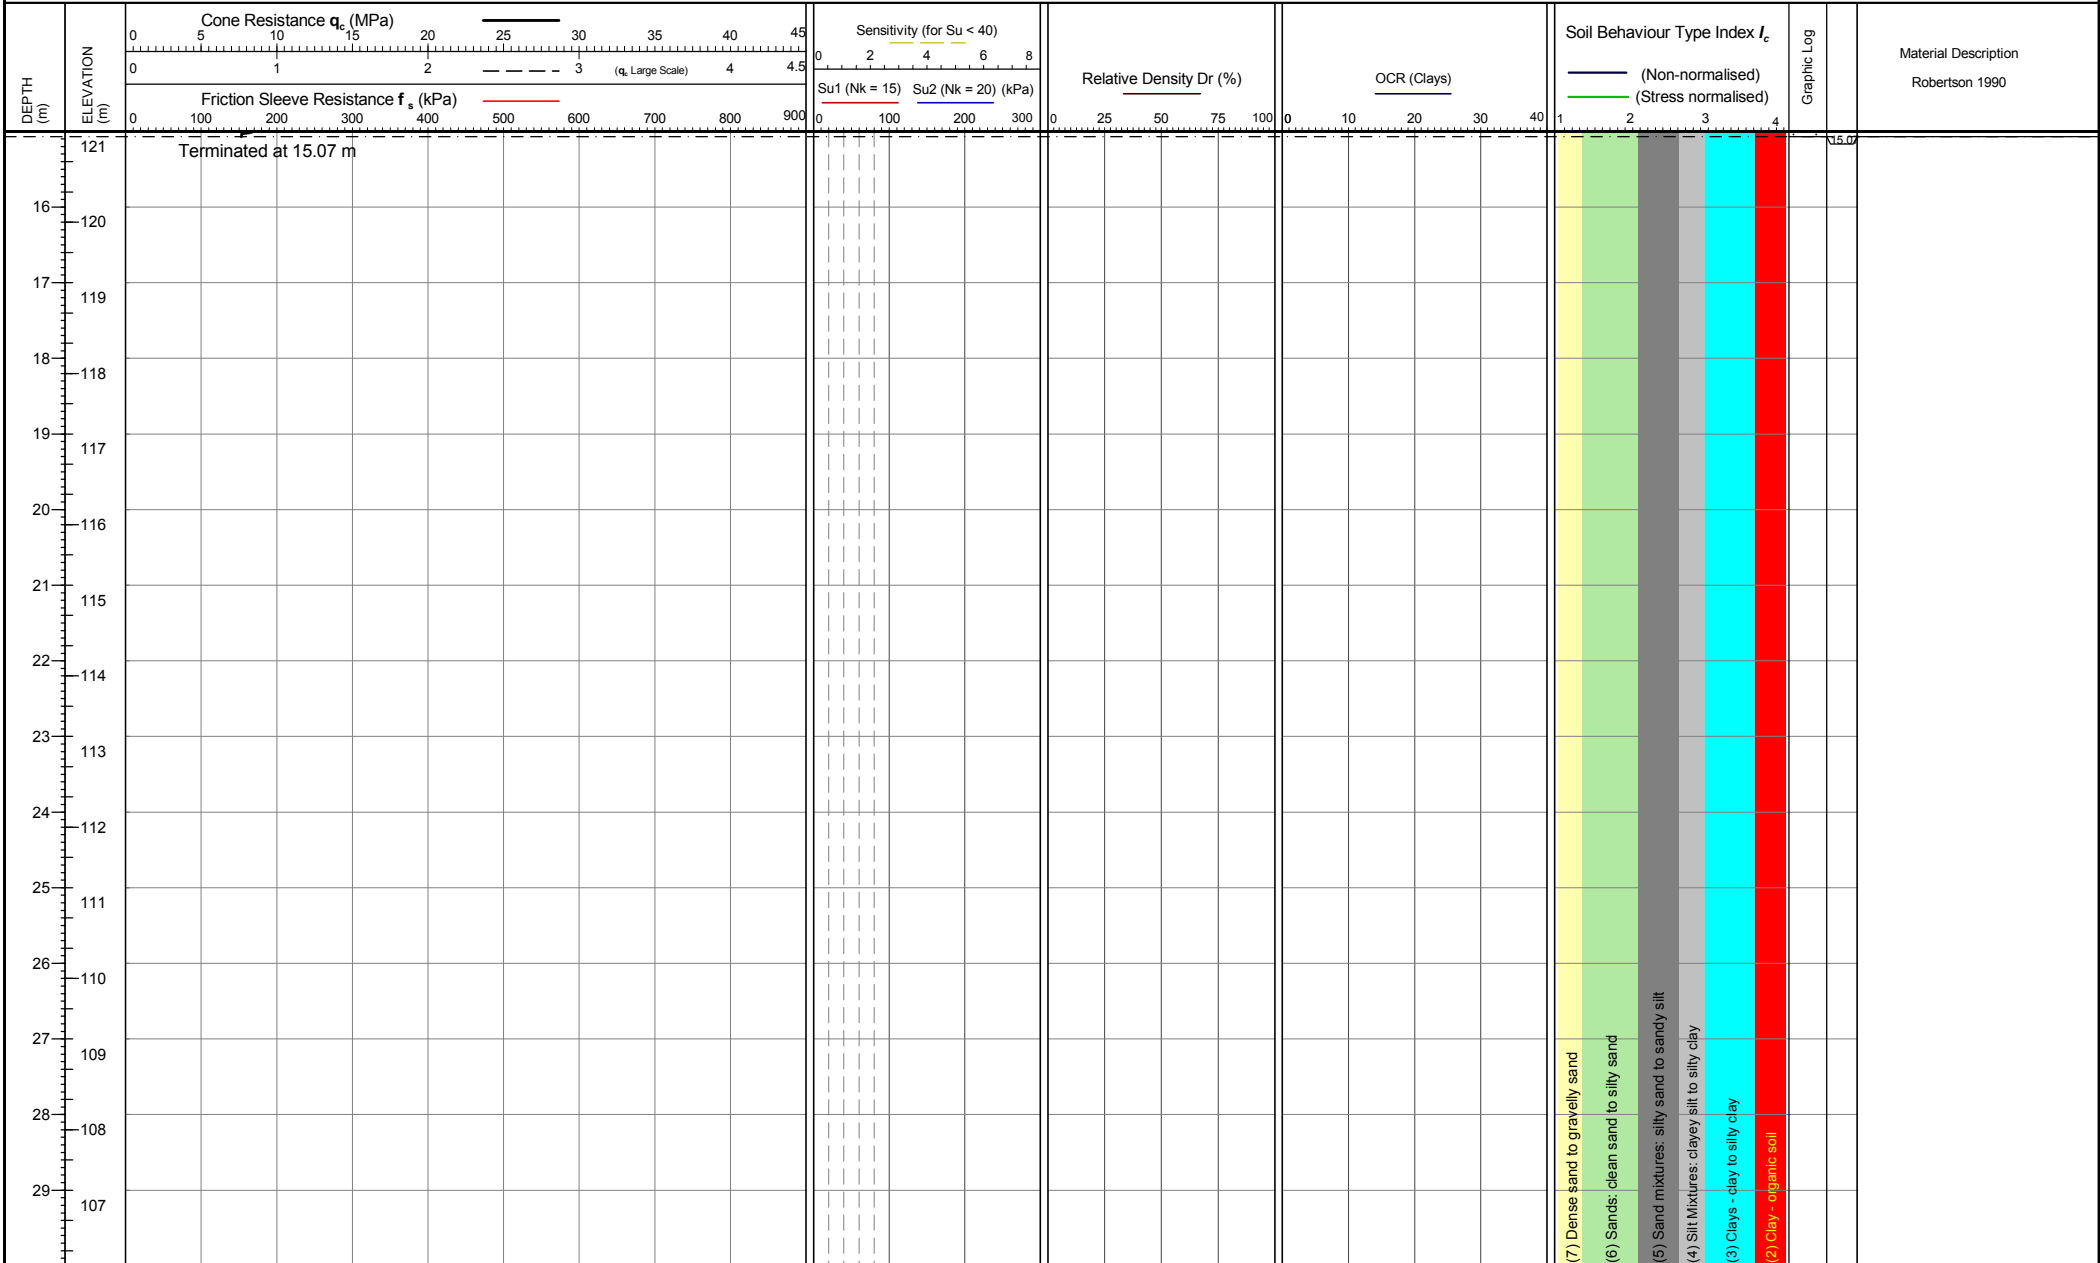 Cone Resistance qc (MPa)
0 5 10 15 20 25 30 35 40 45
0 1 2 3 (qc Large Scale) 4 4.5
Friction Sleeve Resistance f s (kPa)
0 100 200 300 400 500 600 700 800 900
DEPTH
(m)
ELEVATION
(m)
Sensitivity (for Su < 40)
0 2 4 6 8
Su1 (Nk = 15) Su2 (Nk = 20) (kPa)
0 100 200 300
Relative Density Dr (%)
0 25 50 75 100
OCR (Clays)
0 10 20 30 40
Soil Behaviour Type Index Ic
(Non-normalised)
(Stress normalised)
1 2 3 4
Graphic Log
Material Description
Robertson 1990
Terminated at 15.07 m
121
16
120
17
119
18
118
19
117
20
116
21
115
22
114
23
113
24
112
25
111
26
110
27
109
28
108
29
107
(7) Dense sand to gravelly sand
(6) Sands: clean sand to silty sand
(5) Sand mixtures: silty sand to sandy silt
(4) Silt Mixtures: clayey silt to silty clay
(3) Clays - clay to silty clay
(2) Clay - organic soil